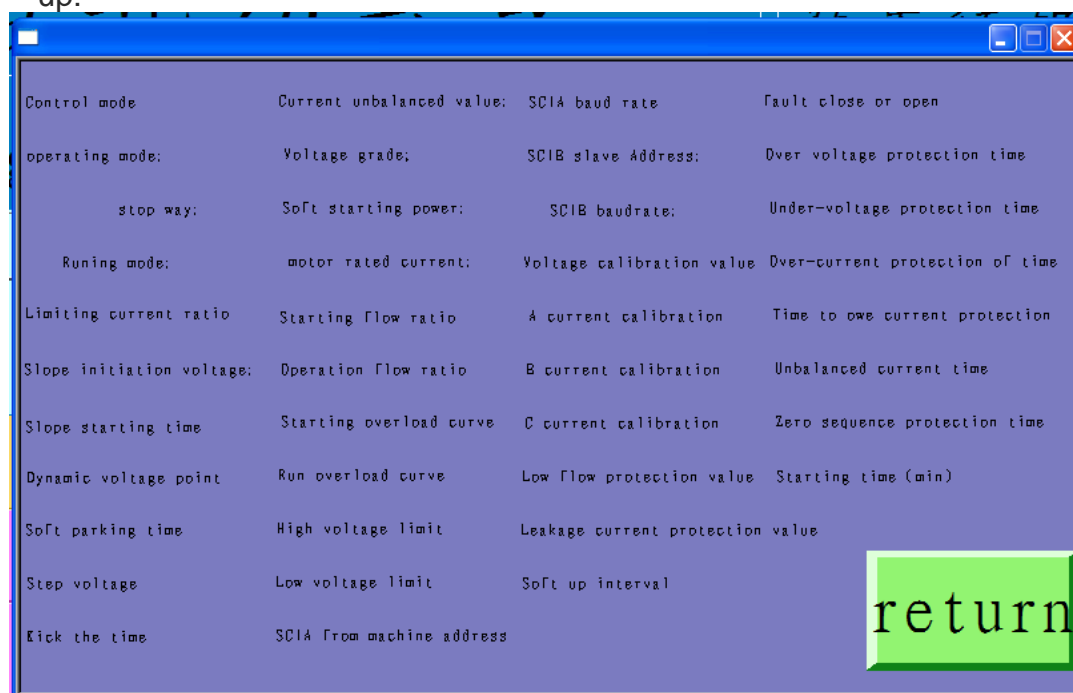 up.
Control mode
Current unbalanced value;
SCIA baud rate
Fault close or open
operating mode;
Voltage grade;
SCIB slave Address;
Over voltage protection time
stop way;
Soft starting power;
SCIB baudrate;
Under-voltage protection time
Runing mode;
motor rated current;
Voltage calibration value
Over-current protection of time
Limiting current ratio
Starting flow ratio
A current calibration
Time to owe current protection
Slope initiation voltage;
Operation flow ratio
B current calibration
Unbalanced current time
Slope starting time
Starting overload curve
C current calibration
Zero sequence protection time
Dynamic voltage point
Run overload curve
Low flow protection value
Starting time (min)
Soft parking time
High voltage limit
Leakage current protection value
Step voltage
Low voltage limit
Soft up interval
Kick the time
SCIA from machine address
return